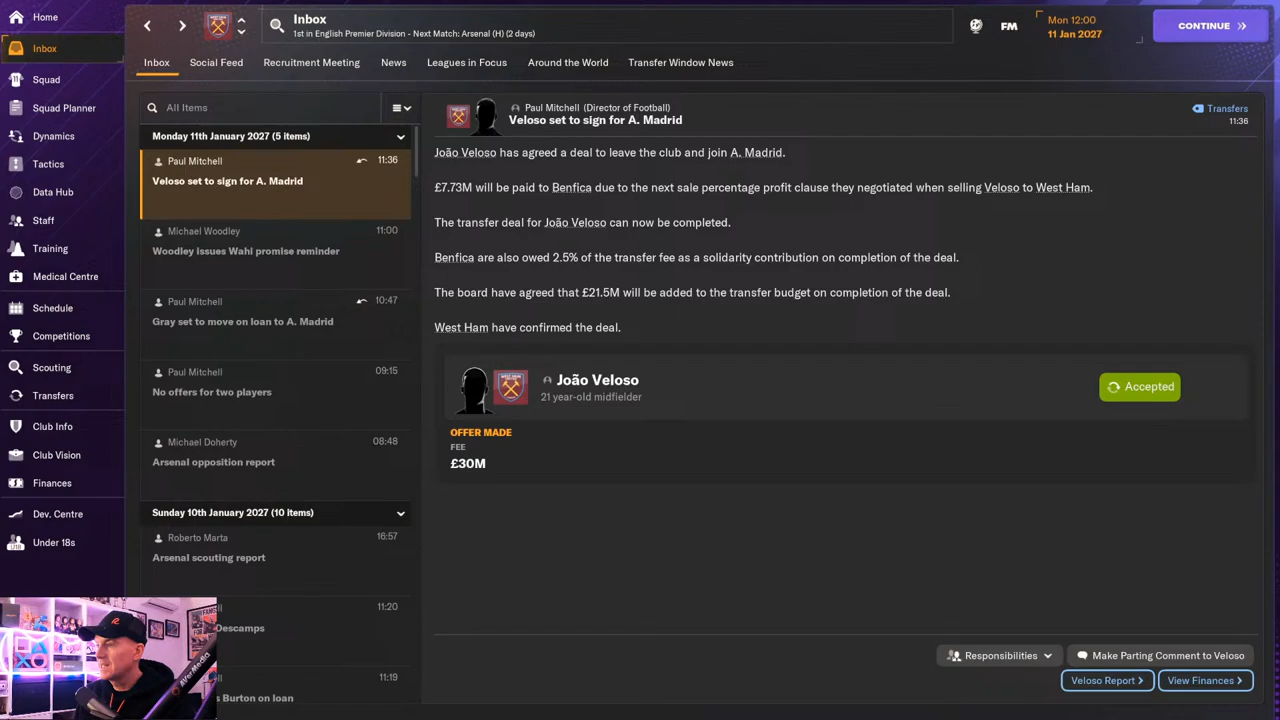 Home
Inbox
Squad
Squad Planner
Dynamics
Tactics
Data Hub
Staff
Training
Medical Centre
Schedule
Competitions
Scouting
Transfers
Club Info
Club Vision
Finances
Dev. Centre
Under 18s
Inbox
1st in English Premier Division - Next Match: Arsenal (H) (2 days)
FM
Mon 12:00
11 Jan 2027
CONTINUE
Inbox
Social Feed
Recruitment Meeting
News
Leagues in Focus
Around the World
Transfer Window News
All Items
Monday 11th January 2027 (5 items)
Paul Mitchell 11:36
Veloso set to sign for A. Madrid
Michael Woodley 11:00
Woodley issues Wahl promise reminder
Paul Mitchell 10:47
Gray set to move on loan to A. Madrid
Paul Mitchell 09:15
No offers for two players
Michael Doherty 08:48
Arsenal opposition report
Sunday 10th January 2027 (10 items)
Roberto Marta 16:57
Arsenal scouting report
11:20
Descamps
11:19
Burton on loan
Paul Mitchell (Director of Football)
Veloso set to sign for A. Madrid
Transfers
11:36
João Veloso has agreed a deal to leave the club and join A. Madrid.
£7.73M will be paid to Benfica due to the next sale percentage profit clause they negotiated when selling Veloso to West Ham.
The transfer deal for João Veloso can now be completed.
Benfica are also owed 2.5% of the transfer fee as a solidarity contribution on completion of the deal.
The board have agreed that £21.5M will be added to the transfer budget on completion of the deal.
West Ham have confirmed the deal.
João Veloso
21 year-old midfielder
Accepted
OFFER MADE
FEE
£30M
Responsibilities
Make Parting Comment to Veloso
Veloso Report
View Finances